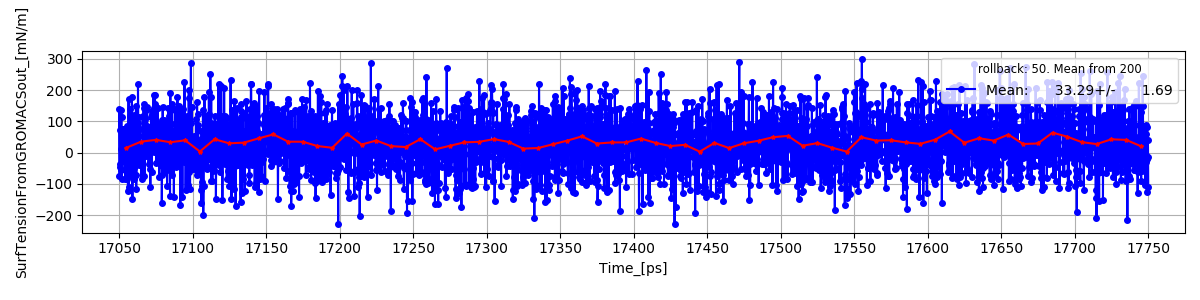 SurfTensionFromGROMACSout_[mN/m]
300
200
100
0
−100
−200
rollback: 50. Mean from 200
Mean: 33.29+/- 1.69
17050 17100 17150 17200 17250 17300 17350 17400 17450 17500 17550 17600 17650 17700 17750
Time_[ps]